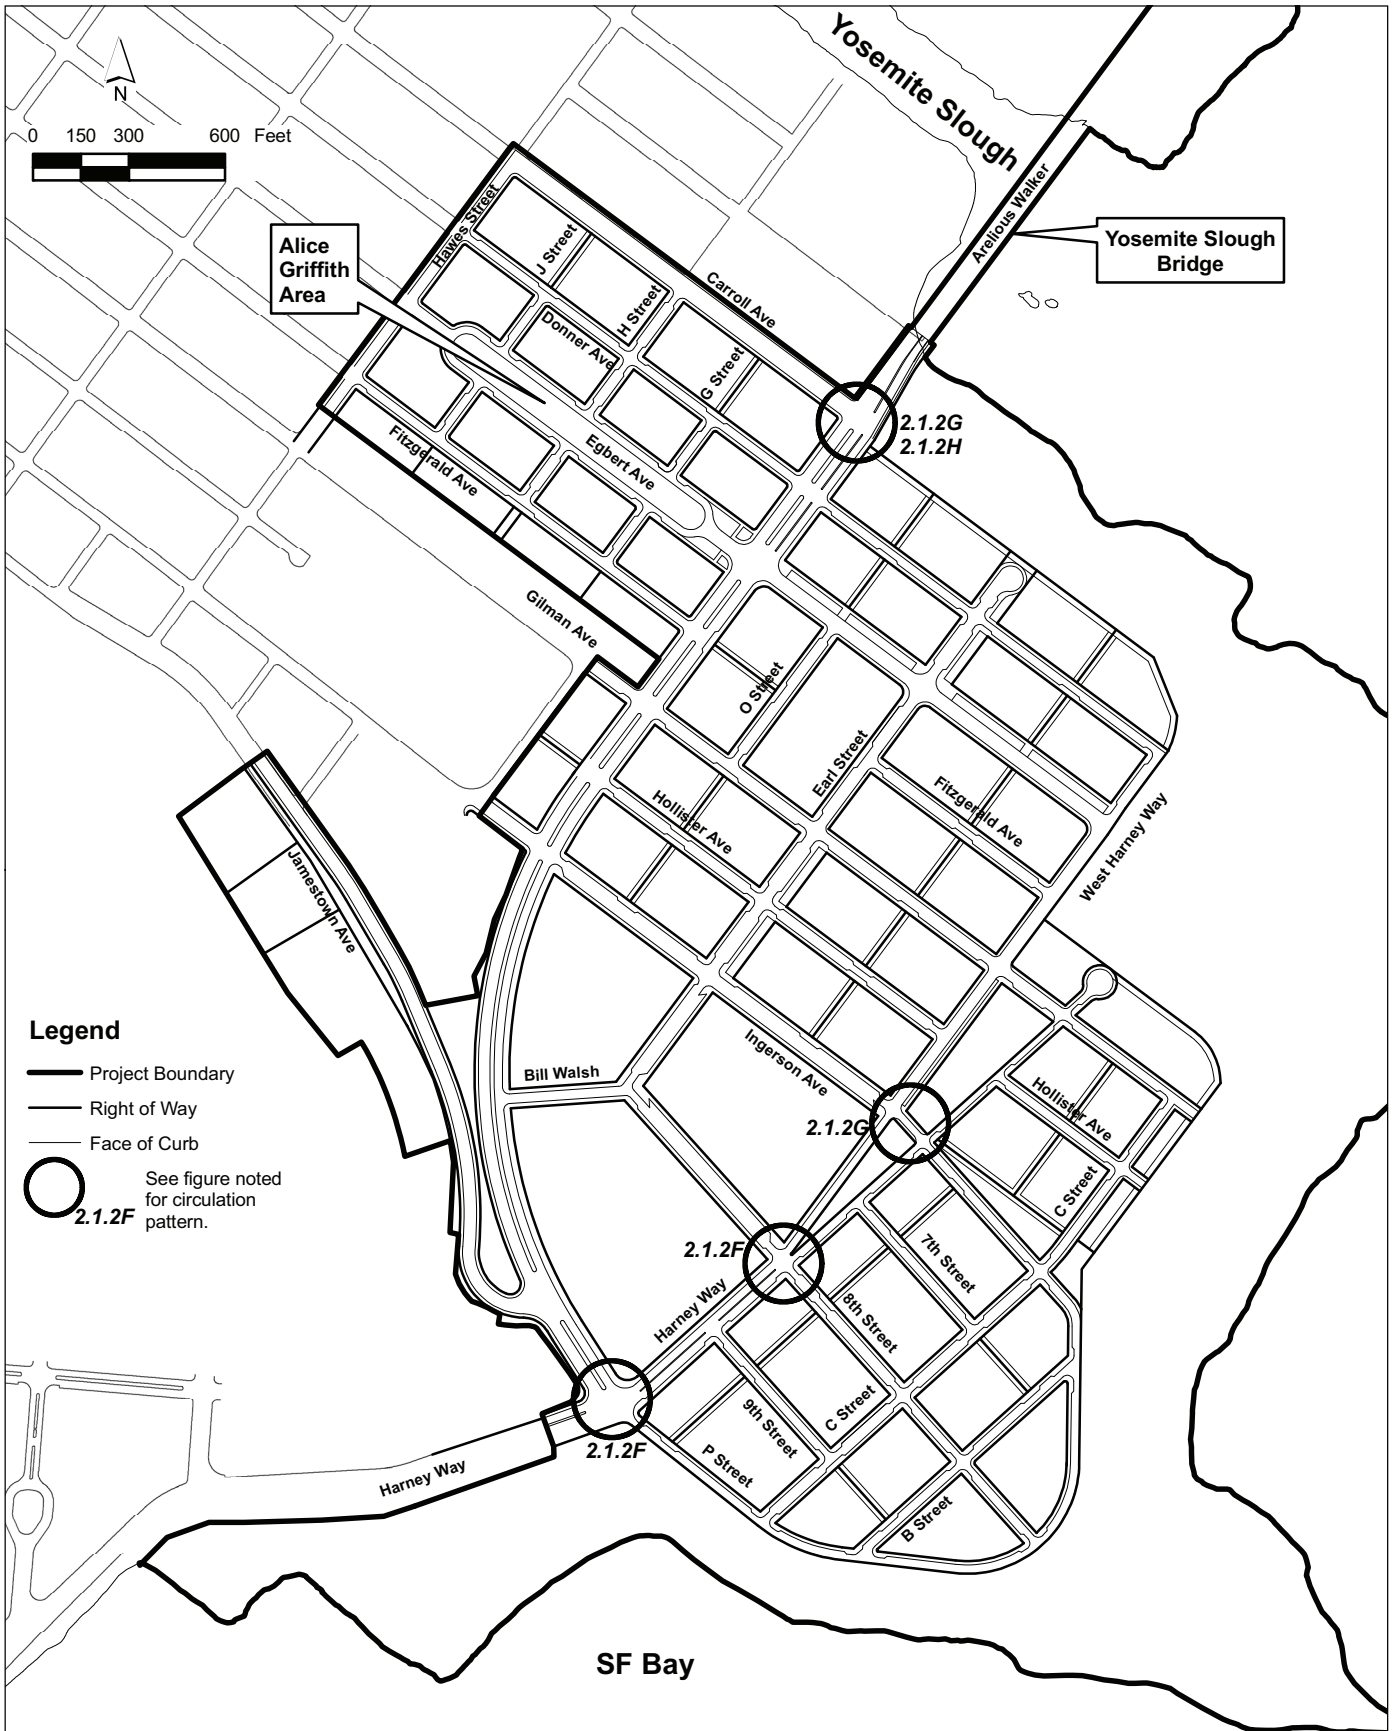 Yosemite Slough
N
0 150 300 600 Feet
Arelious Walker
Hawes Street
Yosemite Slough
Bridge
Alice
Griffith
Area
J Street
Carroll Ave
H Street
Donner Ave
G Street
2.1.2G
2.1.2H
Fitzgerald Ave
Egbert Ave
Gilman Ave
O Street
Earl Street
Hollister Ave
Fitzgerald Ave
West Harney Way
Jamestown Ave
Legend
Project Boundary
Right of Way
Face of Curb
See figure noted
for circulation
pattern.
2.1.2F
Bill Walsh
Ingerson Ave
Hollister Ave
2.1.2G
C Street
2.1.2F
7th Street
Harney Way
8th Street
C Street
9th Street
2.1.2F
P Street
Harney Way
B Street
SF Bay